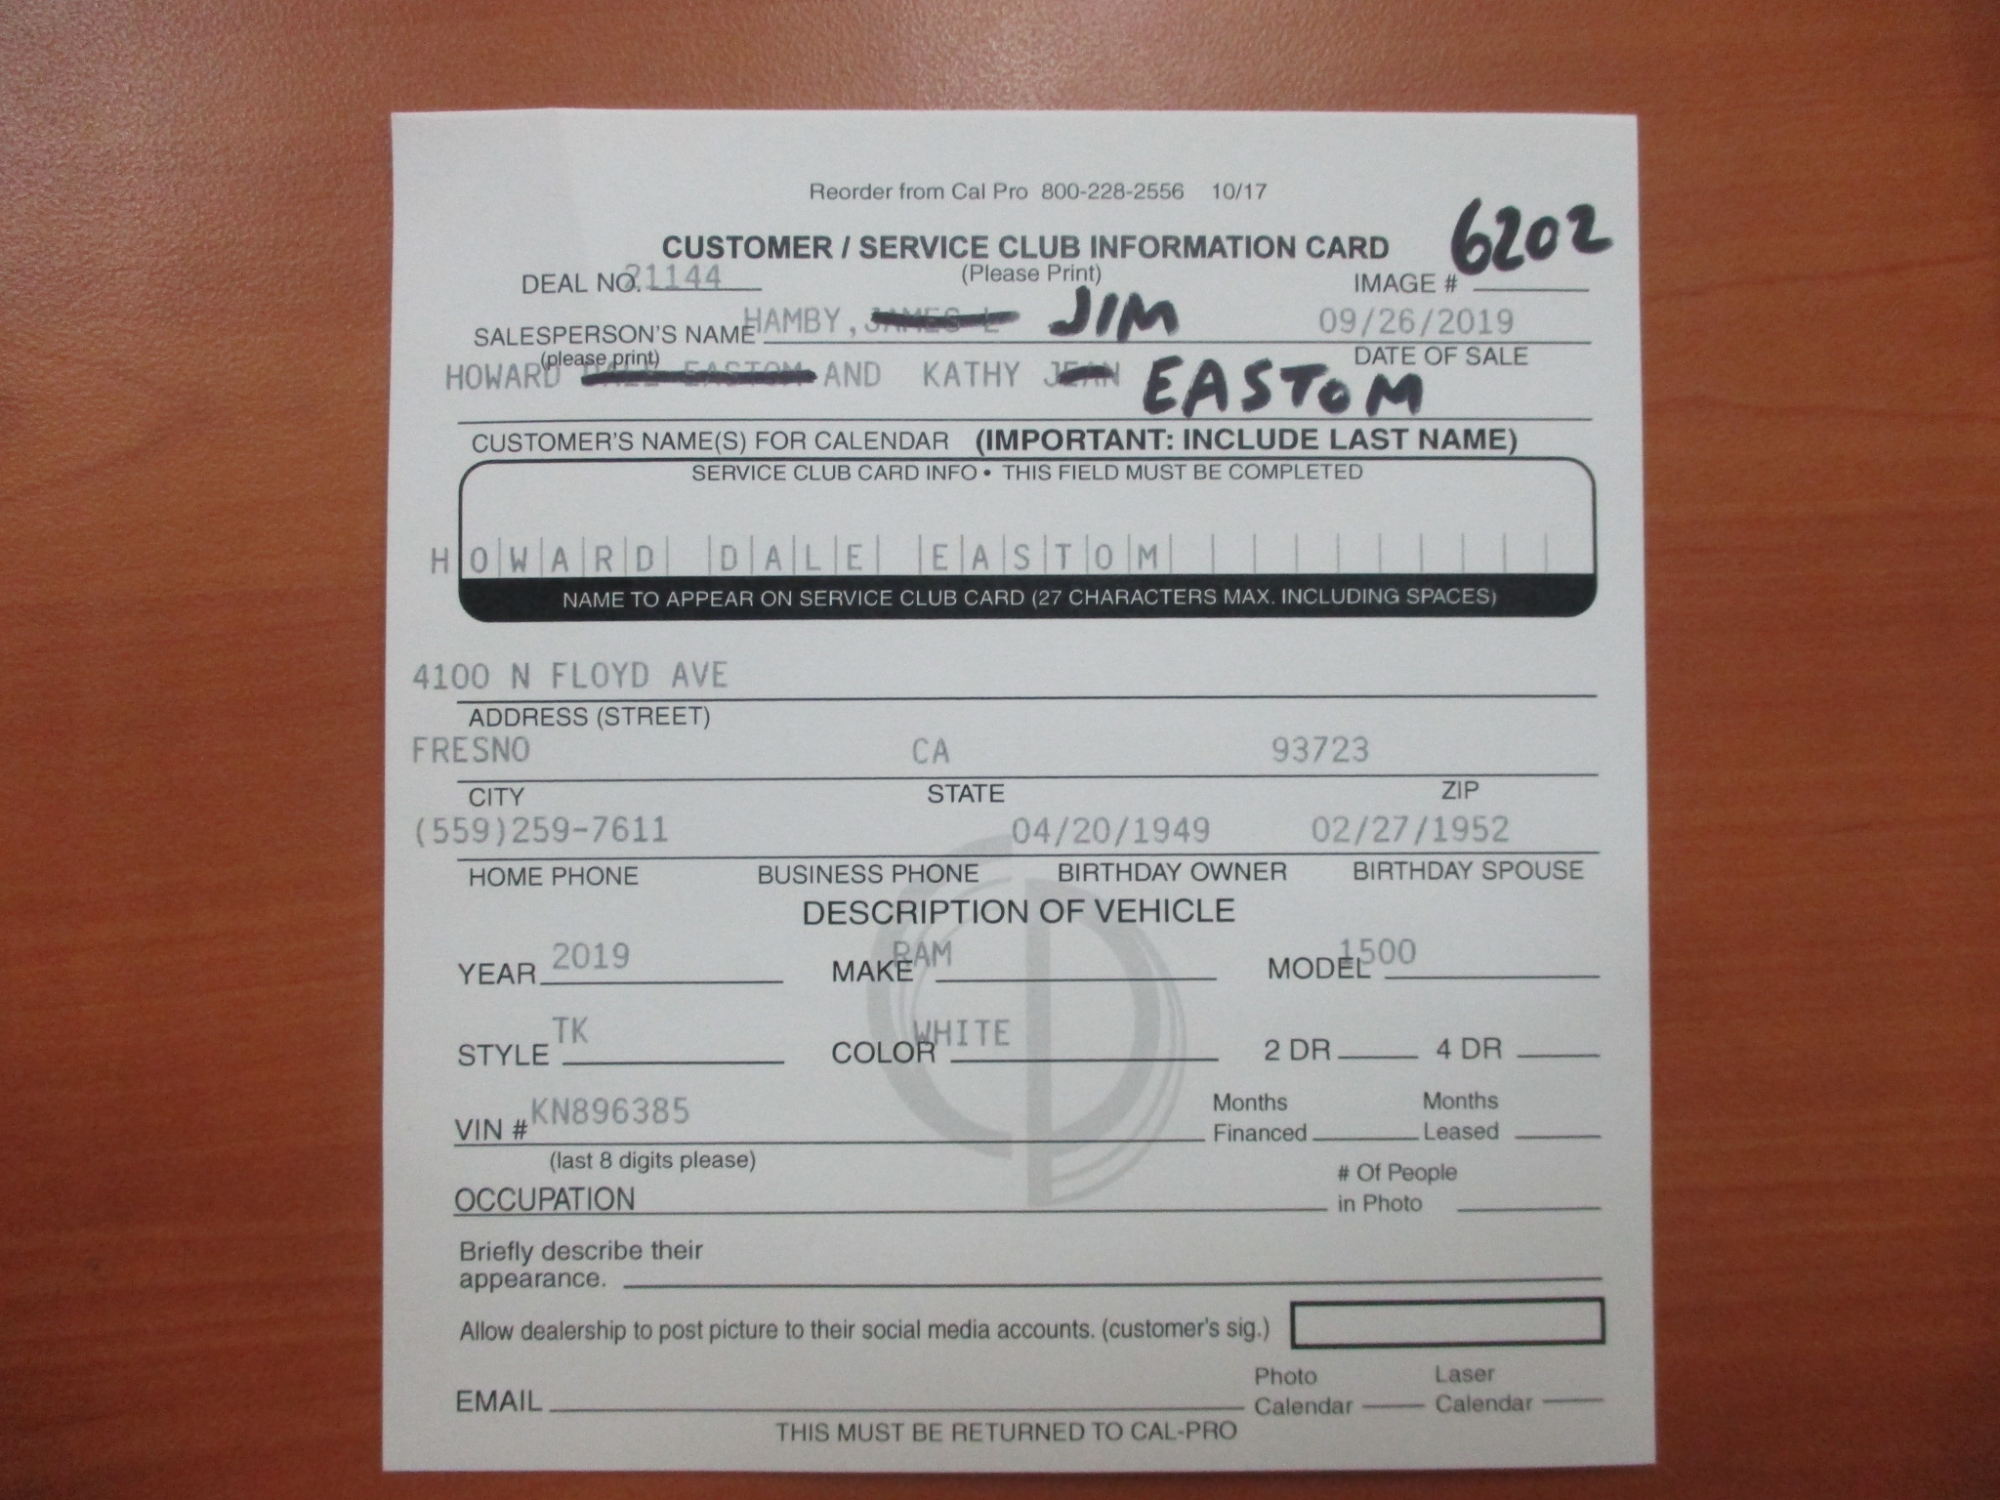 Reorder from Cal Pro 800-228-2556 10/17
CUSTOMER / SERVICE CLUB INFORMATION CARD 6202
DEAL NO. 21144 (Please Print) IMAGE #
SALESPERSON'S NAME HAMBY, JAMES L JIM 09/26/2019
(please print) DATE OF SALE
HOWARD DALE EASTOM AND KATHY JEAN EASTOM
CUSTOMER'S NAME(S) FOR CALENDAR (IMPORTANT: INCLUDE LAST NAME)
SERVICE CLUB CARD INFO • THIS FIELD MUST BE COMPLETED
HOWARD DALE EASTOM
NAME TO APPEAR ON SERVICE CLUB CARD (27 CHARACTERS MAX. INCLUDING SPACES)
4100 N FLOYD AVE
ADDRESS (STREET)
FRESNO CA 93723
CITY STATE ZIP
(559)259-7611 04/20/1949 02/27/1952
HOME PHONE BUSINESS PHONE BIRTHDAY OWNER BIRTHDAY SPOUSE
DESCRIPTION OF VEHICLE
YEAR 2019 MAKE RAM MODEL 1500
STYLE TK COLOR WHITE 2 DR 4 DR
VIN # KN896385 Months Financed Months Leased
(last 8 digits please)
OCCUPATION # Of People in Photo
Briefly describe their
appearance.
Allow dealership to post picture to their social media accounts. (customer's sig.)
EMAIL Photo Calendar Laser Calendar
THIS MUST BE RETURNED TO CAL-PRO